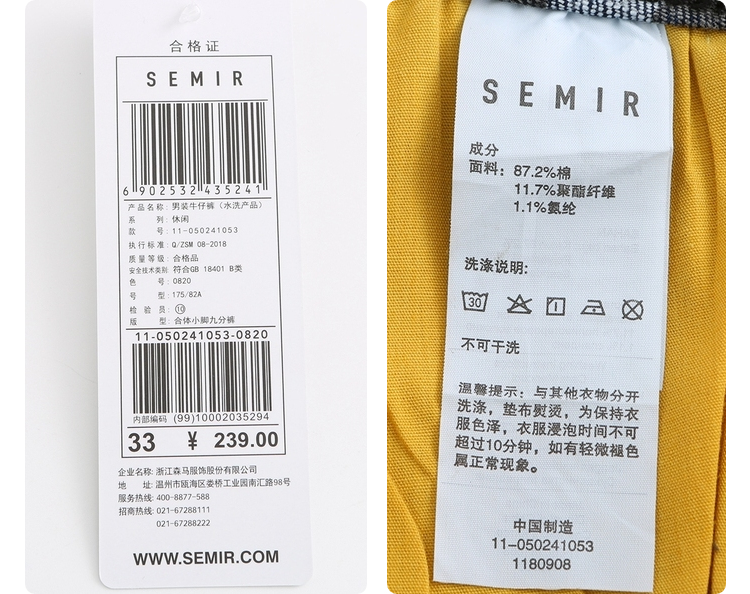 合格证
SEMIR
6 902532 435241
产品名称: 男装牛仔裤（水洗产品）
系 列: 休闲
款 号: 11-050241053
执行标准: Q/ZSM 08-2018
质量等级: 合格品
安全技术类别: 符合GB 18401 B类
色 号: 0820
号 型: 175/82A
检 验 员: ⑩
版 型: 合体小脚九分裤
11-050241053-0820
内部编码 (99)10002035294
33 ￥ 239.00
企业名称: 浙江森马服饰股份有限公司
地 址: 温州市瓯海区娄桥工业园南汇路98号
服务热线: 400-8877-588
招商热线: 021-67288111
021-67288222
WWW.SEMIR.COM
SEMIR
成分
面料: 87.2%棉
11.7%聚酯纤维
1.1%氨纶
洗涤说明:
30
不可干洗
温馨提示: 与其他衣物分开
洗涤，垫布熨烫，为保持衣
服色泽，衣服浸泡时间不可
超过10分钟，如有轻微褪色
属正常现象。
中国制造
11-050241053
1180908